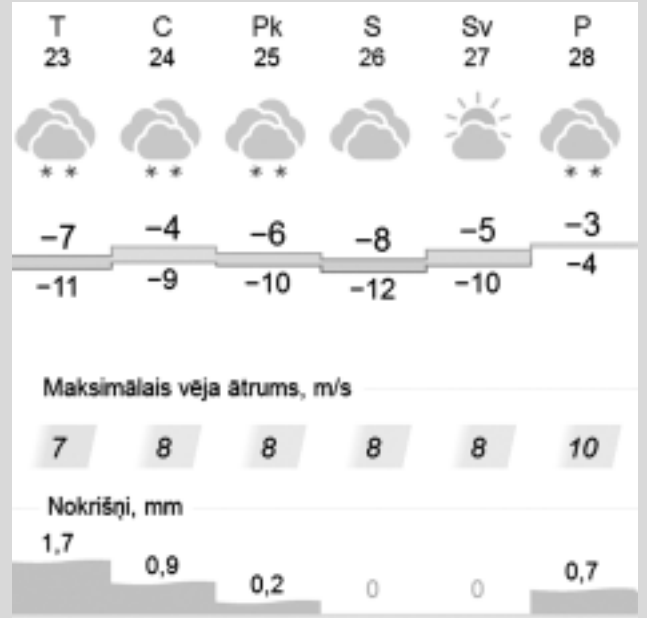 T C Pk S Sv P
23 24 25 26 27 28
−7 −4 −6 −8 −5 −3
−11 −9 −10 −12 −10 −4
Maksimālais vēja ātrums, m/s
7 8 8 8 8 10
Nokrišņi, mm
1,7 0,9 0,2 0 0 0,7